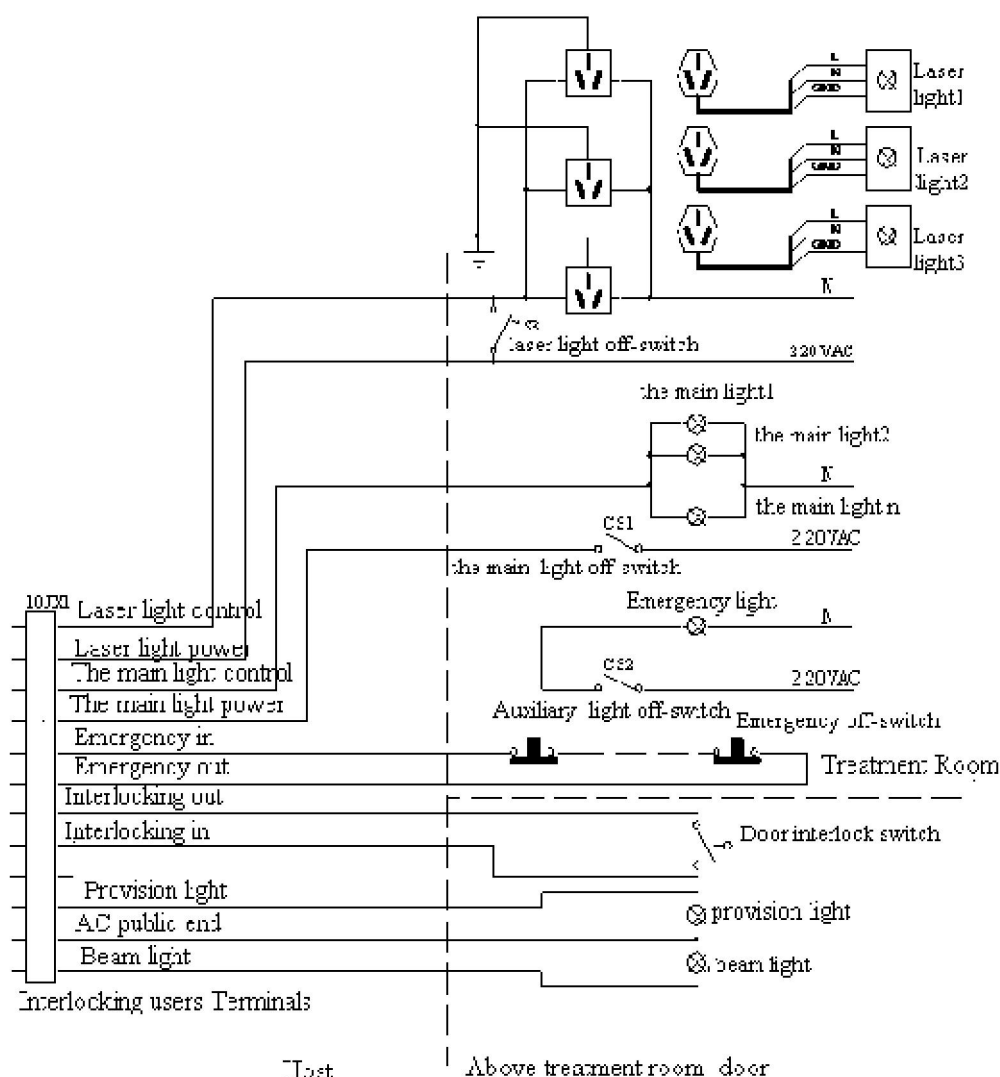 L
N
GND
Laser
light1
L
N
GND
Laser
light2
L
N
GND
Laser
light3
N
laser light off-switch
220VAC
the main light1
the main light2
N
the main light n
CS1
220VAC
the main light off switch
10JX1
Laser light control
Emergency light
N
Laser light power
The main light control
CS2
220VAC
The main light power
Auxiliary light off-switch
Emergency off-switch
Emergency in
Emergency out
Treatment Room
Interlocking out
Interlocking in
Door interlock switch
Provision light
provision light
AC public end
Beam light
beam light
Interlocking users Terminals
Host
Above treatment room door